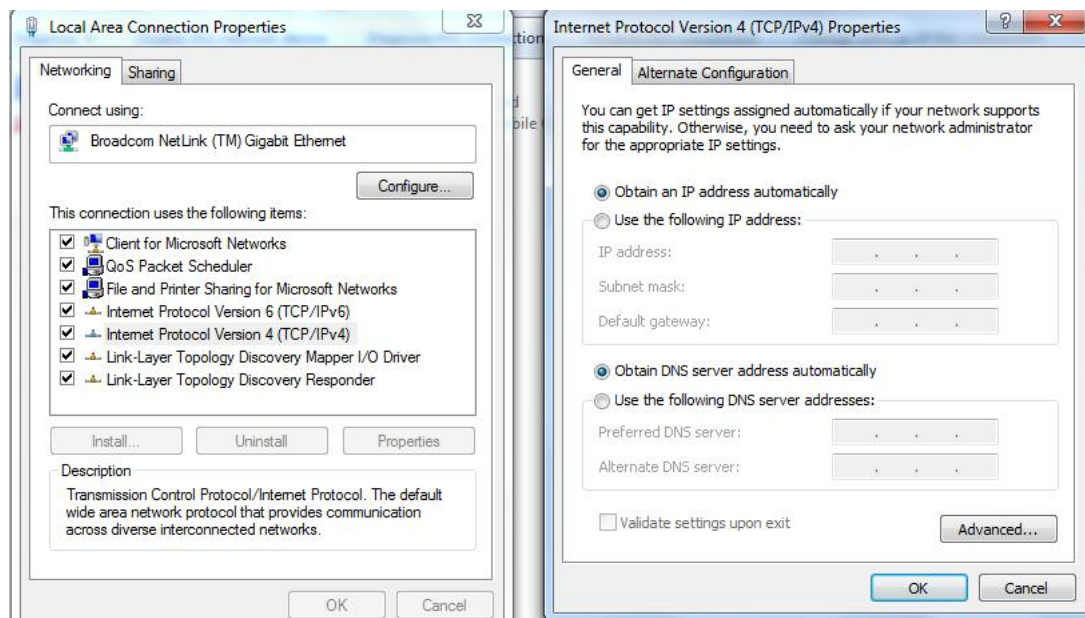 Local Area Connection Properties
Networking
Sharing
Connect using:
Broadcom NetLink (TM) Gigabit Ethernet
Configure...
This connection uses the following items:
Client for Microsoft Networks
QoS Packet Scheduler
File and Printer Sharing for Microsoft Networks
Internet Protocol Version 6 (TCP/IPv6)
Internet Protocol Version 4 (TCP/IPv4)
Link-Layer Topology Discovery Mapper I/O Driver
Link-Layer Topology Discovery Responder
Install...
Uninstall
Properties
Description
Transmission Control Protocol/Internet Protocol. The default
wide area network protocol that provides communication
across diverse interconnected networks.
OK
Cancel
Internet Protocol Version 4 (TCP/IPv4) Properties
General
Alternate Configuration
You can get IP settings assigned automatically if your network supports
this capability. Otherwise, you need to ask your network administrator
for the appropriate IP settings.
Obtain an IP address automatically
Use the following IP address:
IP address:
Subnet mask:
Default gateway:
Obtain DNS server address automatically
Use the following DNS server addresses:
Preferred DNS server:
Alternate DNS server:
Validate settings upon exit
Advanced...
OK
Cancel